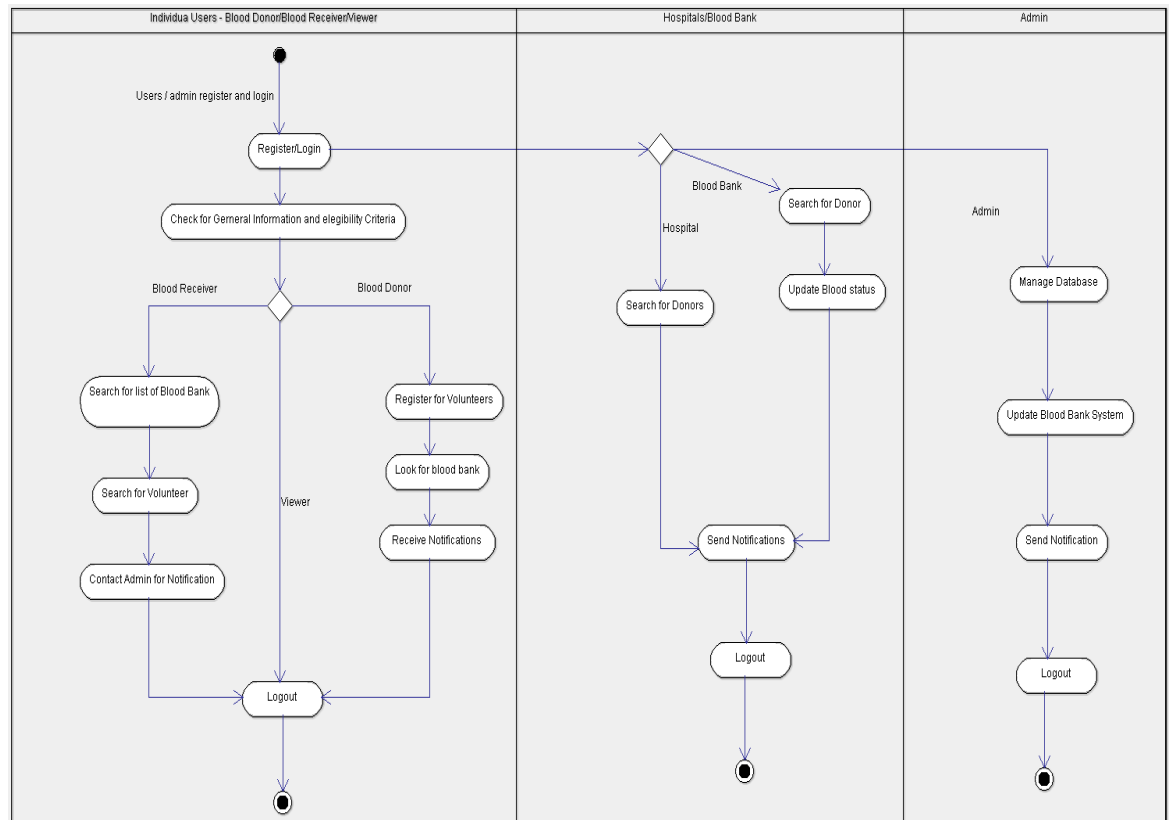 Individua Users - Blood Donor/Blood Receiver/Viewer
Hospitals/Blood Bank
Admin
Users / admin register and login
Register/Login
Check for Gerneral Information and elegibility Criteria
Blood Receiver
Blood Donor
Search for list of Blood Bank
Register for Volunteers
Look for blood bank
Search for Volunteer
Viewer
Receive Notifications
Contact Admin for Notification
Logout
Blood Bank
Search for Donor
Hospital
Update Blood status
Search for Donors
Send Notifications
Logout
Admin
Manage Database
Update Blood Bank System
Send Notification
Logout